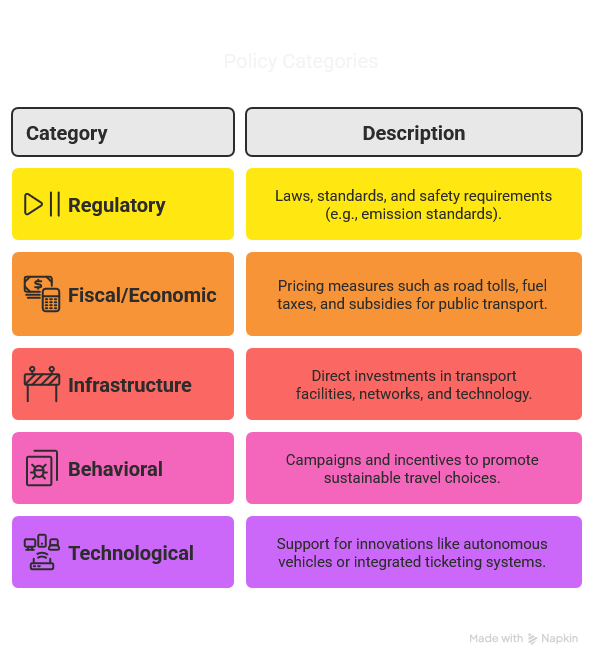 Policy Categories
Category
Description
Regulatory
Laws, standards, and safety requirements
(e.g., emission standards).
Fiscal/Economic
Pricing measures such as road tolls, fuel
taxes, and subsidies for public transport.
Infrastructure
Direct investments in transport
facilities, networks, and technology.
Behavioral
Campaigns and incentives to promote
sustainable travel choices.
Technological
Support for innovations like autonomous
vehicles or integrated ticketing systems.
Made with Napkin